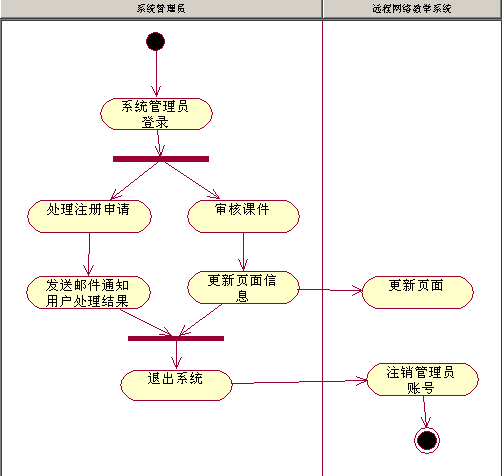 系统管理员
远程网络教学系统
系统管理员
登录
处理注册申请
审核课件
发送邮件通知
用户处理结果
更新页面信
息
更新页面
退出系统
注销管理员
账号